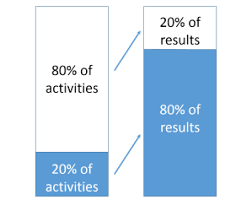 80% of
activities
20% of
activities
20% of
results
80% of
results